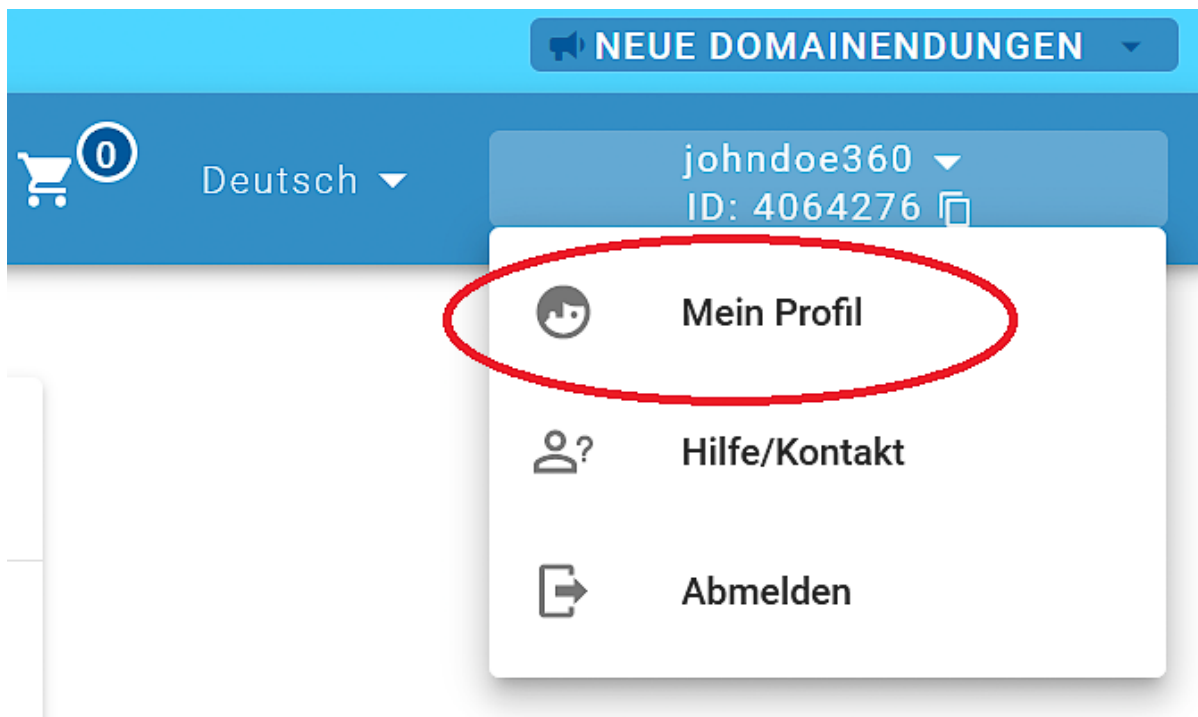 NEUE DOMAINENDUNGEN
0
Deutsch
johndoe360
ID: 4064276
Mein Profil
?
Hilfe/Kontakt
Abmelden